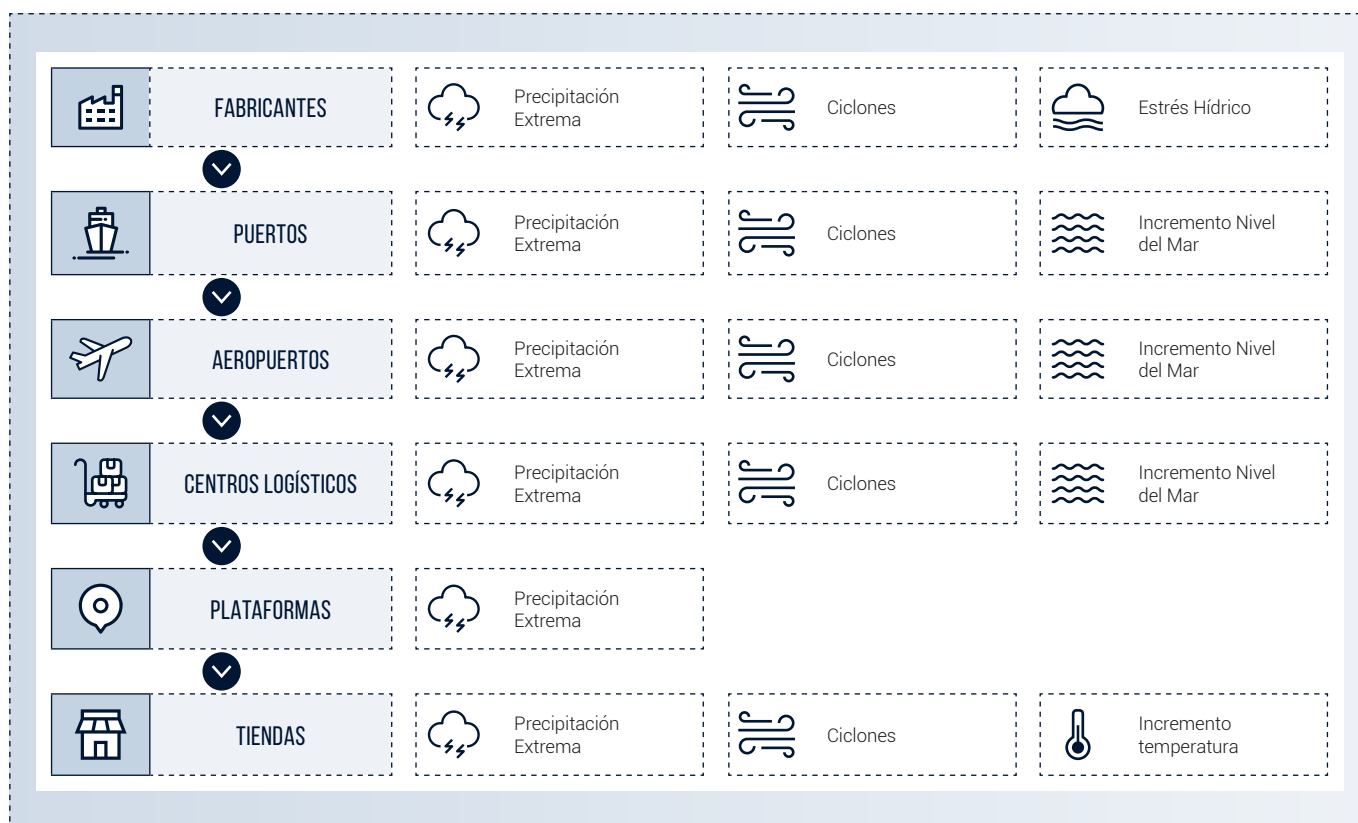 FABRICANTES
Precipitación
Extrema
Ciclones
Estrés Hídrico
PUERTOS
Precipitación
Extrema
Ciclones
Incremento Nivel
del Mar
AEROPUERTOS
Precipitación
Extrema
Ciclones
Incremento Nivel
del Mar
CENTROS LOGÍSTICOS
Precipitación
Extrema
Ciclones
Incremento Nivel
del Mar
PLATAFORMAS
Precipitación
Extrema
TIENDAS
Precipitación
Extrema
Ciclones
Incremento
temperatura